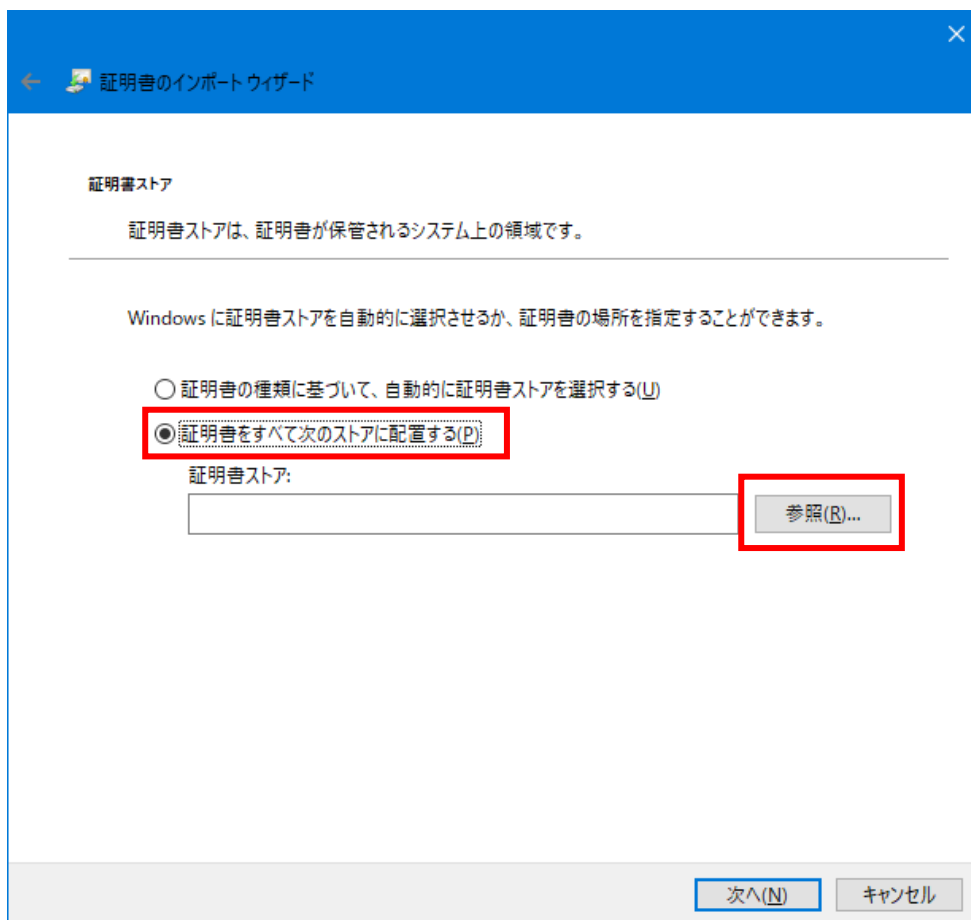 証明書のインポート ウィザード
証明書ストア
証明書ストアは、証明書が保管されるシステム上の領域です。
Windows に証明書ストアを自動的に選択させるか、証明書の場所を指定することができます。
証明書の種類に基づいて、自動的に証明書ストアを選択する(U)
証明書をすべて次のストアに配置する(P)
証明書ストア:
参照(R)...
次へ(N)
キャンセル